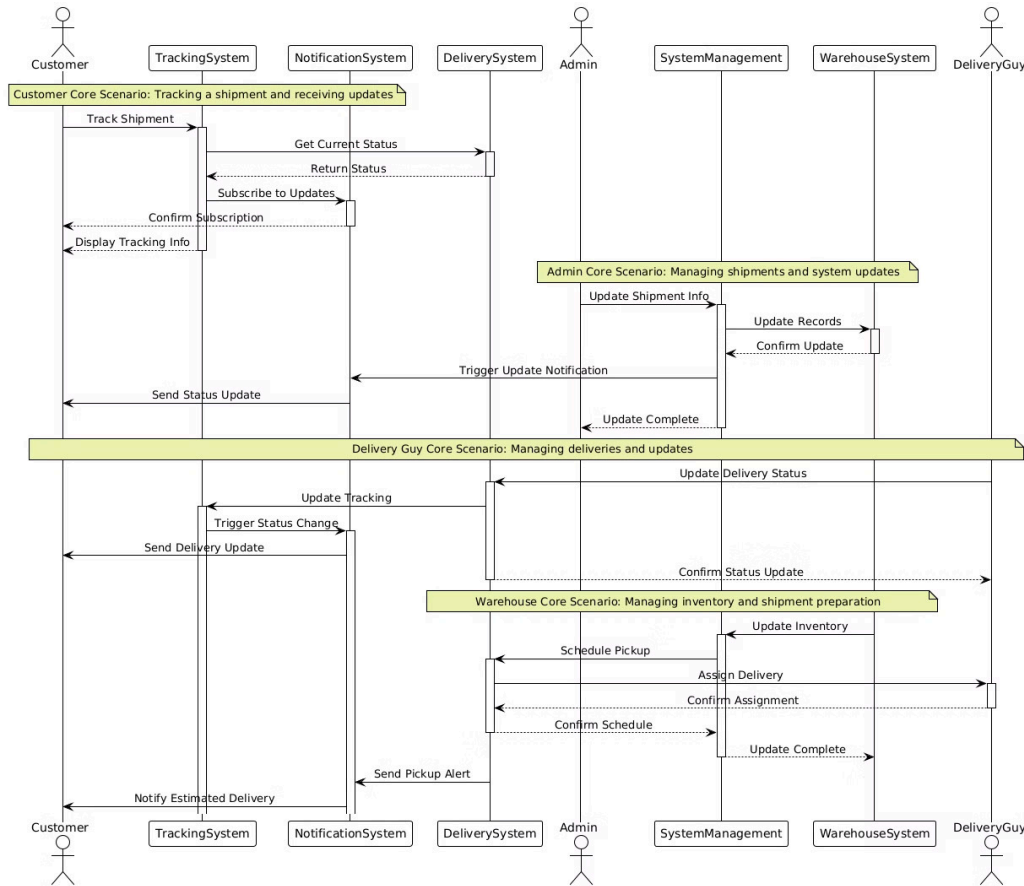 Customer
TrackingSystem
NotificationSystem
DeliverySystem
Admin
SystemManagement
WarehouseSystem
DeliveryGuy
Customer Core Scenario: Tracking a shipment and receiving updates
Track Shipment
Get Current Status
Return Status
Subscribe to Updates
Confirm Subscription
Display Tracking Info
Admin Core Scenario: Managing shipments and system updates
Update Shipment Info
Update Records
Confirm Update
Trigger Update Notification
Send Status Update
Update Complete
Delivery Guy Core Scenario: Managing deliveries and updates
Update Delivery Status
Update Tracking
Trigger Status Change
Send Delivery Update
Confirm Status Update
Warehouse Core Scenario: Managing inventory and shipment preparation
Update Inventory
Schedule Pickup
Assign Delivery
Confirm Assignment
Confirm Schedule
Update Complete
Send Pickup Alert
Notify Estimated Delivery
Customer
TrackingSystem
NotificationSystem
DeliverySystem
Admin
SystemManagement
WarehouseSystem
DeliveryGuy